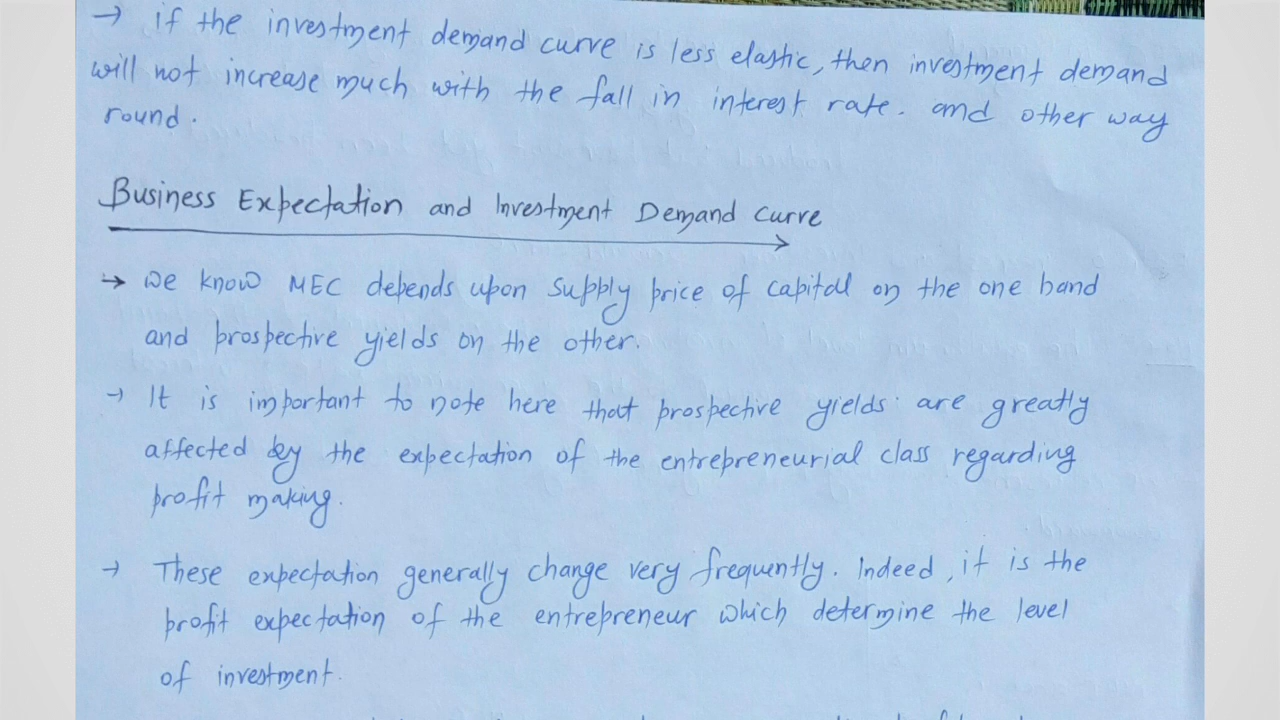 → if the investment demand curve is less elastic, then investment demand
will not increase much with the fall in interest rate. and other way
round.
Business Expectation and Investment Demand Curve
→ We know MEC depends upon supply price of capital on the one hand
and prospective yields on the other.
→ It is important to note here that prospective yields are greatly
affected by the expectation of the entrepreneurial class regarding
profit making.
→ These expectation generally change very frequently. Indeed, it is the
profit expectation of the entrepreneur which determine the level
of investment.